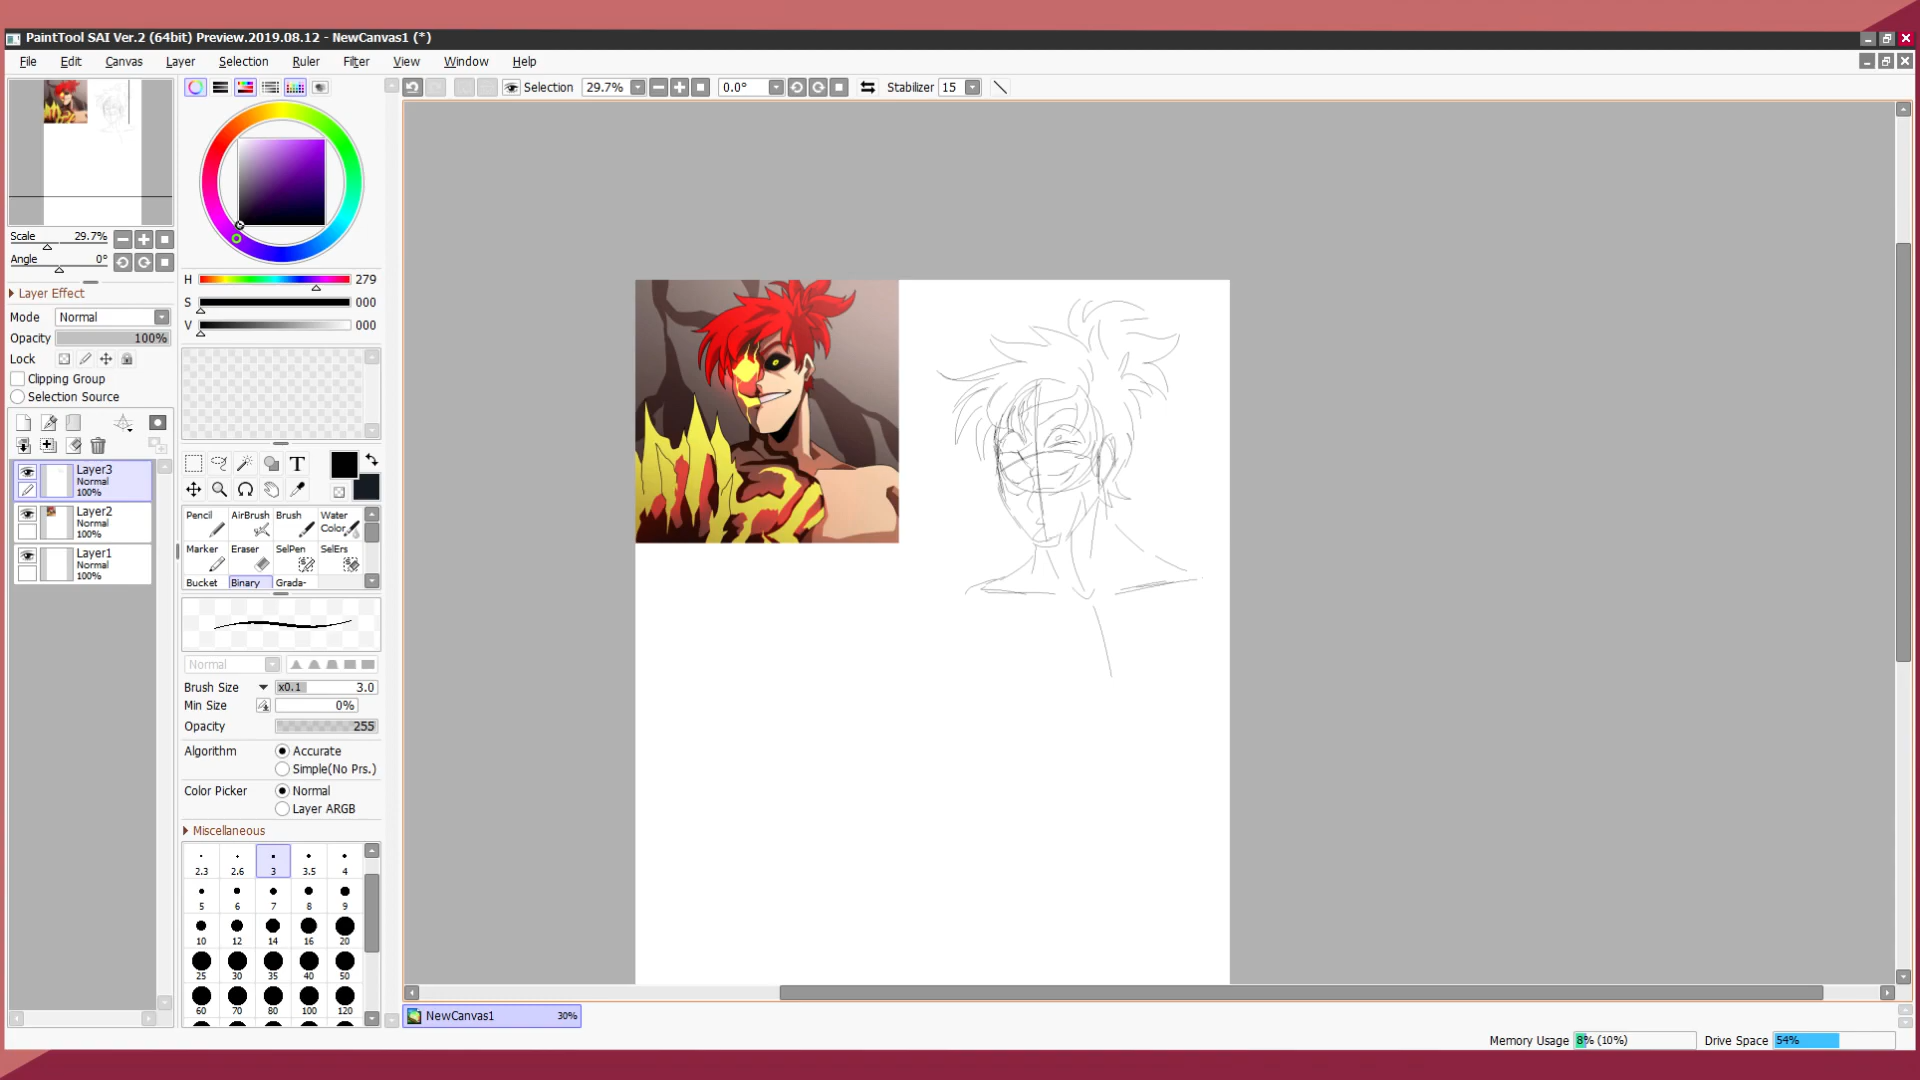 PaintTool SAI Ver.2 (64bit) Preview.2019.08.12 - NewCanvas1 (*)
File Edit Canvas Layer Selection Ruler Filter View Window Help
Selection 29.7% 0.0° Stabilizer 15
Scale 29.7%
Angle 0°
Layer Effect
Mode Normal
Opacity 100%
Lock
Clipping Group
Selection Source
Layer3
Normal
100%
Layer2
Normal
100%
Layer1
Normal
100%
H 279
S 000
V 000
T
Pencil AirBrush Brush Water
Color
Marker Eraser SelPen SelErs
Bucket Binary Grada-
Normal
Brush Size x0.1 3.0
Min Size 0%
Opacity 255
Algorithm Accurate
Simple(No Prs.)
Color Picker Normal
Layer ARGB
Miscellaneous
2.3 2.6 3 3.5 4
5 6 7 8 9
10 12 14 16 20
25 30 35 40 50
60 70 80 100 120
NewCanvas1 30%
Memory Usage 8% (10%) Drive Space 54%